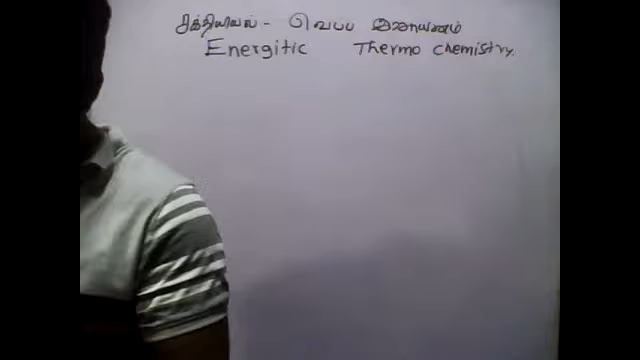 சக்தியியல் - வெப்ப இரசாயனம்
Energitic Thermo chemistry.